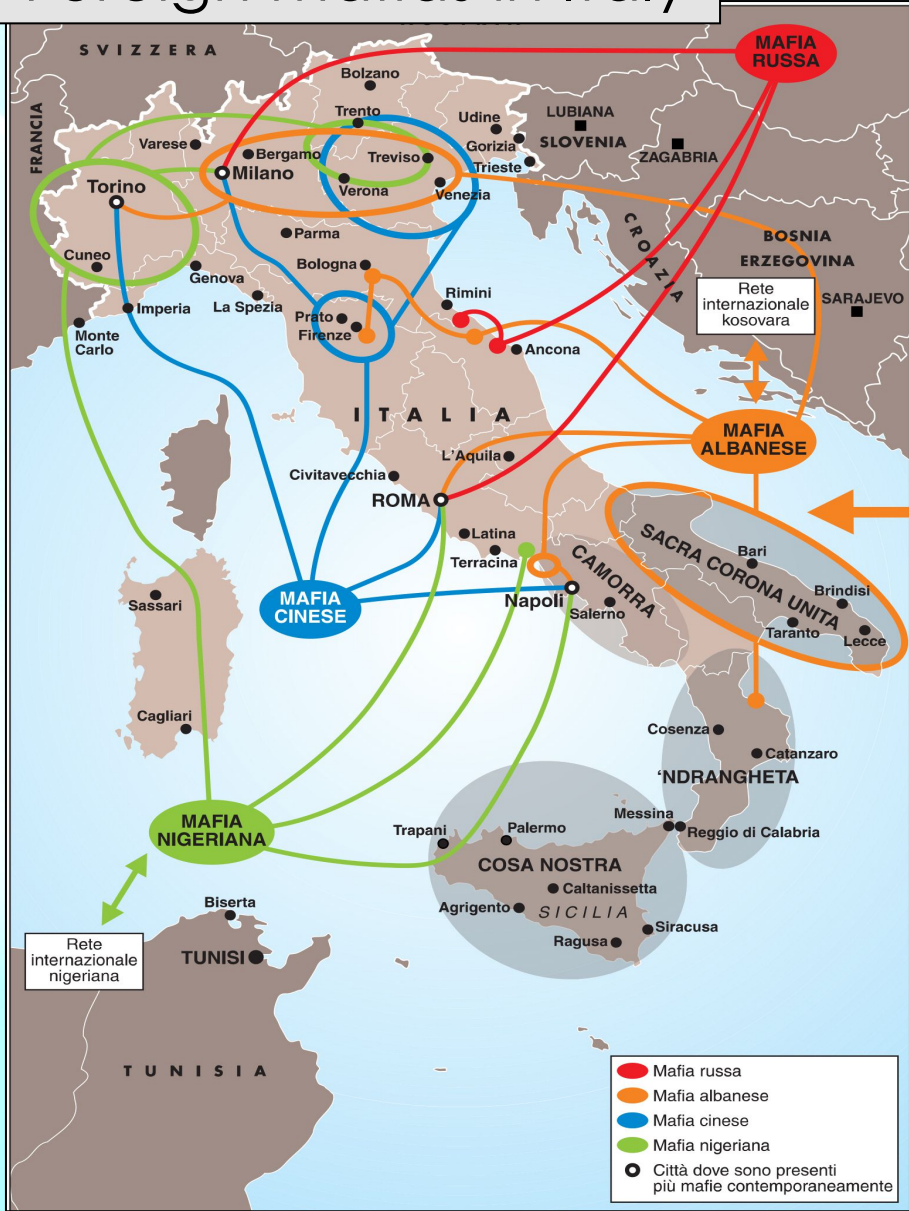 Foreign mafias in Italy
SVIZZERA
FRANCIA
Bolzano
Trento
Udine
Gorizia
Trieste
LUBIANA
SLOVENIA
ZAGABRIA
MAFIA
RUSSA
Varese
Bergamo
Milano
Treviso
Verona
Venezia
Torino
Cuneo
Parma
Bologna
Genova
La Spezia
Imperia
Monte
Carlo
Prato
Firenze
Rimini
Ancona
CROAZIA
BOSNIA
ERZEGOVINA
SARAJEVO
Rete
internazionale
kosovara
ITALIA
MAFIA
ALBANESE
L'Aquila
Civitavecchia
ROMA
Latina
Terracina
CAMORRA
Napoli
Salerno
SACRA CORONA UNITA
Bari
Brindisi
Taranto
Lecce
MAFIA
CINESE
Sassari
Cagliari
Cosenza
Catanzaro
'NDRANGHETA
MAFIA
NIGERIANA
Messina
Reggio di Calabria
Trapani
Palermo
COSA NOSTRA
Caltanissetta
Agrigento
SICILIA
Siracusa
Ragusa
Biserta
TUNISI
Rete
internazionale
nigeriana
TUNISIA
Mafia russa
Mafia albanese
Mafia cinese
Mafia nigeriana
Città dove sono presenti
più mafie contemporaneamente